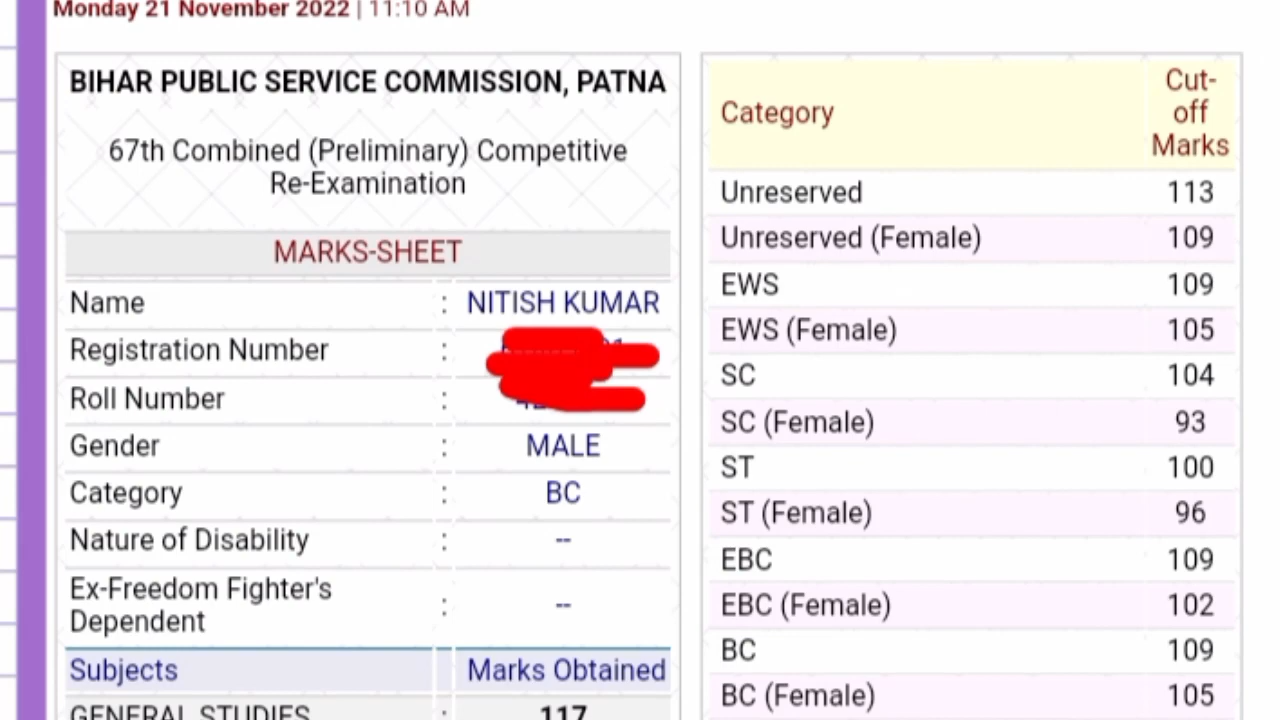 Monday 21 November 2022 | 11:10 AM
BIHAR PUBLIC SERVICE COMMISSION, PATNA
67th Combined (Preliminary) Competitive
Re-Examination
MARKS-SHEET
Name : NITISH KUMAR
Registration Number :
Roll Number :
Gender : MALE
Category : BC
Nature of Disability : --
Ex-Freedom Fighter's
Dependent : --
Subjects Marks Obtained
GENERAL STUDIES : 117
Category Cut-
off
Marks
Unreserved 113
Unreserved (Female) 109
EWS 109
EWS (Female) 105
SC 104
SC (Female) 93
ST 100
ST (Female) 96
EBC 109
EBC (Female) 102
BC 109
BC (Female) 105